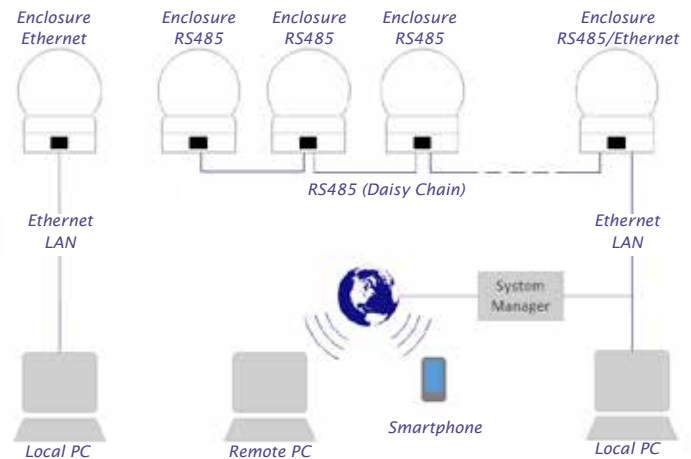 Enclosure
Ethernet
Enclosure
RS485
Enclosure
RS485
Enclosure
RS485
Enclosure
RS485/Ethernet
RS485 (Daisy Chain)
Ethernet
LAN
Ethernet
LAN
System
Manager
Smartphone
Local PC
Remote PC
Local PC